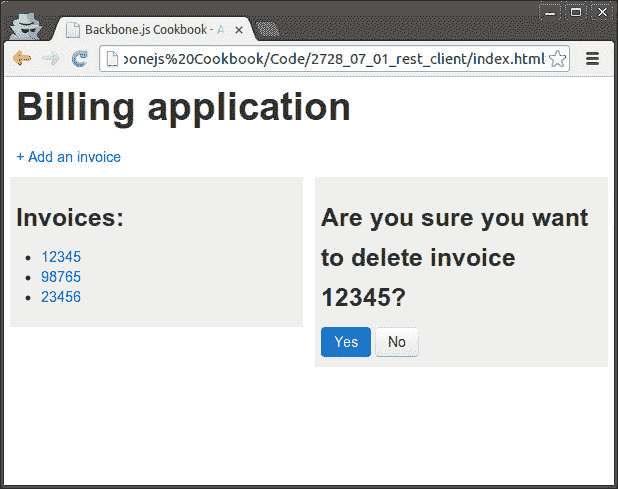 Backbone.js Cookbook - A
bonejs%20Cookbook/Code/2728_07_01_rest_client/index.html
Billing application
+ Add an invoice
Invoices:
12345
98765
23456
Are you sure you want
to delete invoice
12345?
Yes No